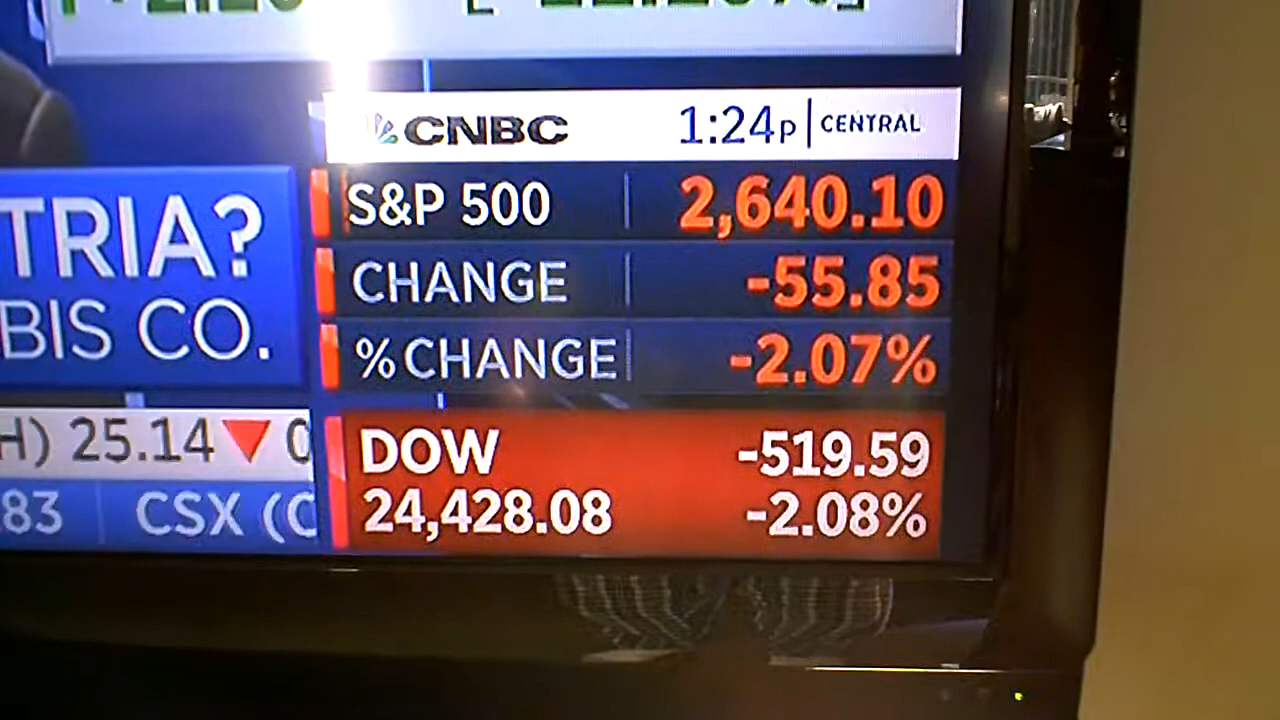 CNBC 1:24p CENTRAL
S&P 500 2,640.10
CHANGE -55.85
%CHANGE -2.07%
TRIA?
BIS CO.
DOW -519.59
24,428.08 -2.08%
H) 25.14 ▼ 0
83 CSX (C